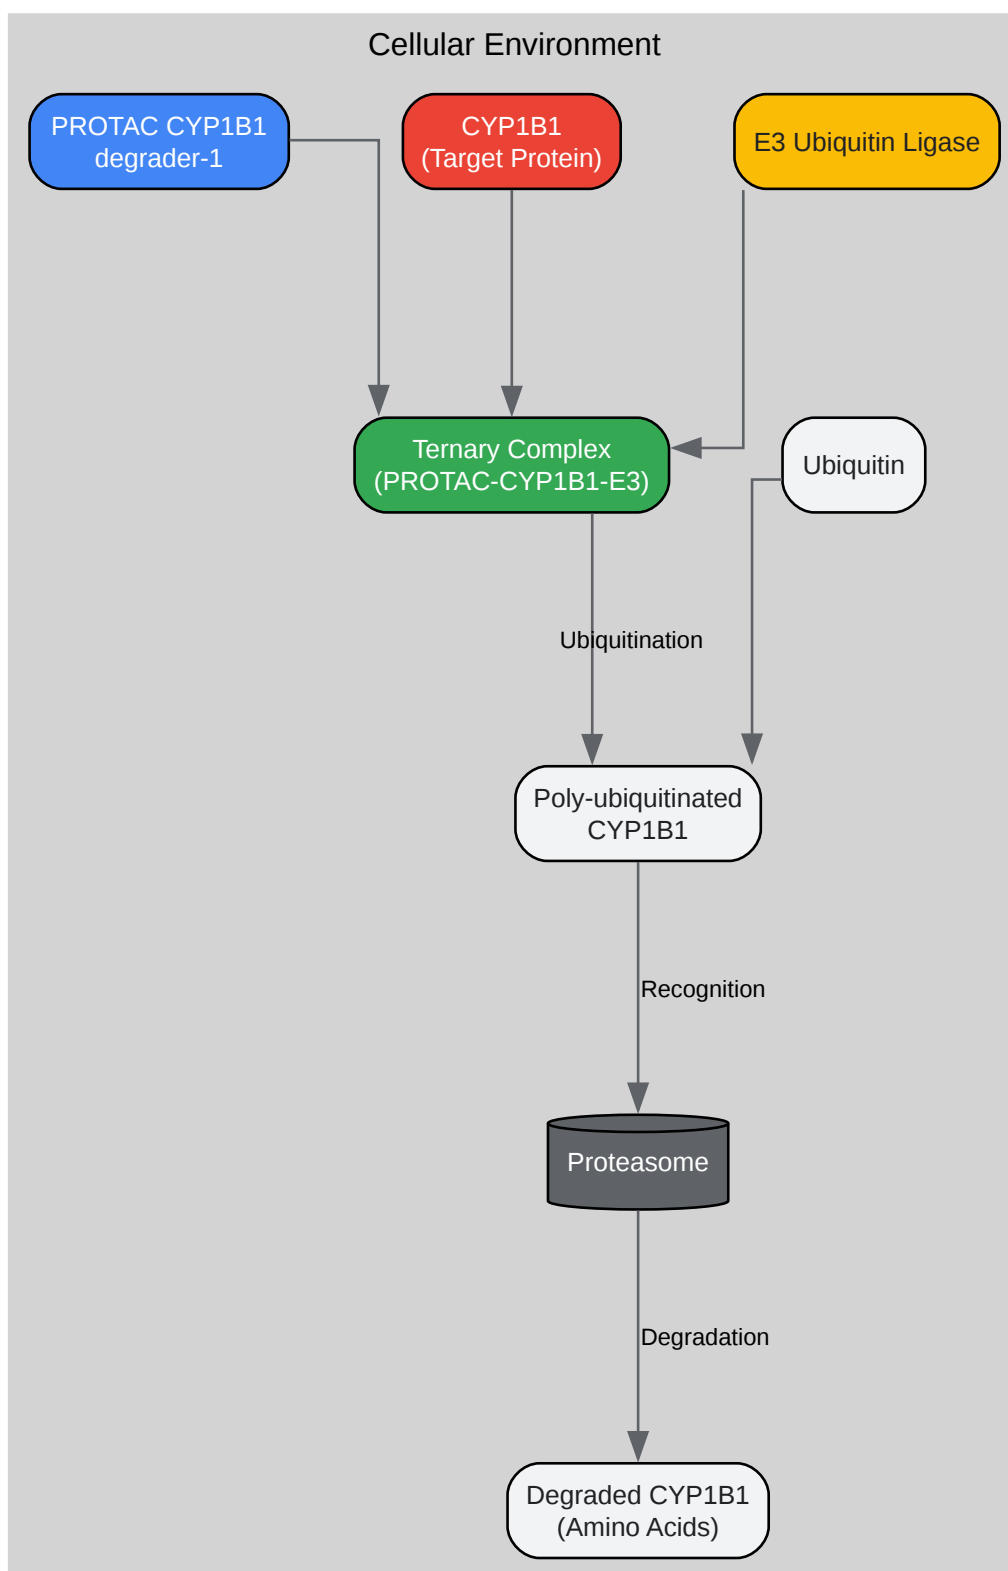 Cellular Environment
PROTAC CYP1B1
degrader-1
CYP1B1
(Target Protein)
E3 Ubiquitin Ligase
Ternary Complex
(PROTAC-CYP1B1-E3)
Ubiquitin
Ubiquitination
Poly-ubiquitinated
CYP1B1
Recognition
Proteasome
Degradation
Degraded CYP1B1
(Amino Acids)